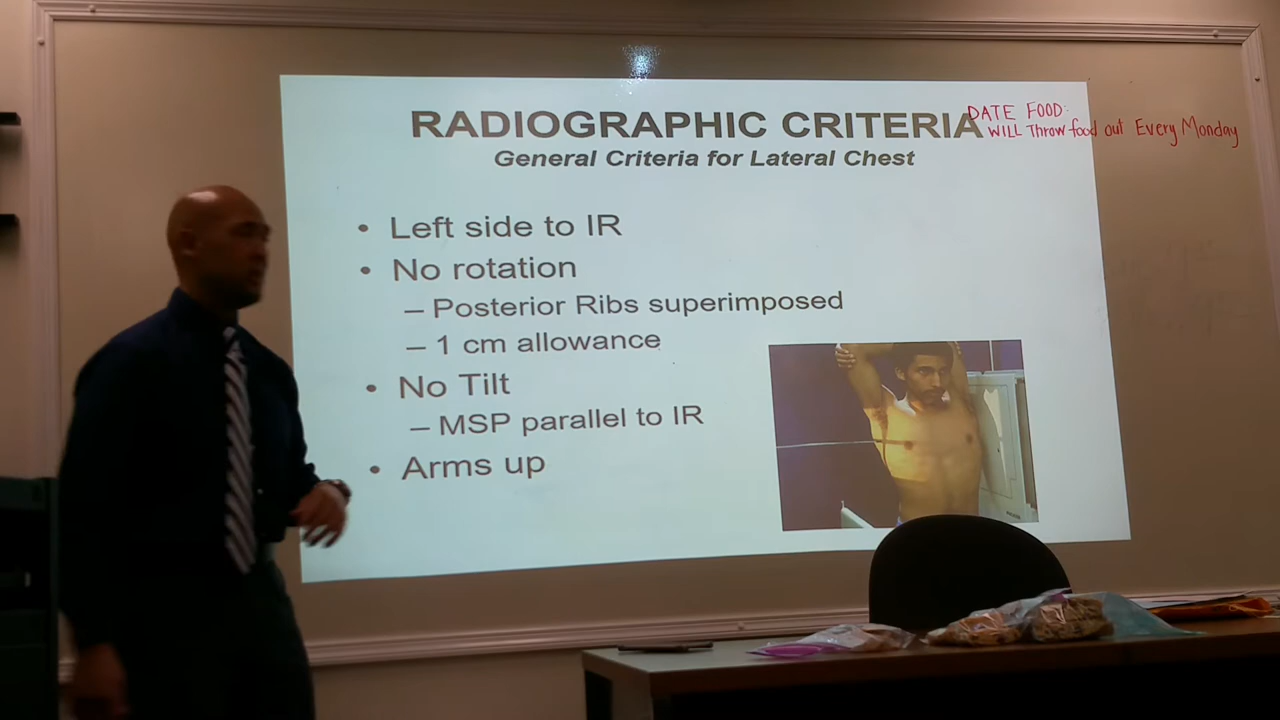 RADIOGRAPHIC CRITERIA
General Criteria for Lateral Chest
DATE FOOD:
WILL Throw food out Every Monday
• Left side to IR
• No rotation
– Posterior Ribs superimposed
– 1 cm allowance
• No Tilt
– MSP parallel to IR
• Arms up